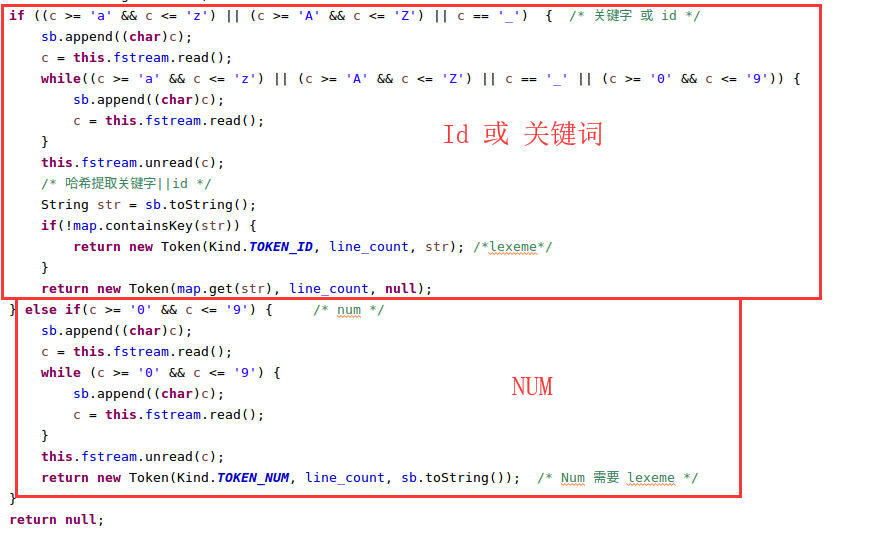 if ((c >= 'a' && c <= 'z') || (c >= 'A' && c <= 'Z') || c == '_')  {  /* 关键字 或 id */
    sb.append((char)c);
    c = this.fstream.read();
    while((c >= 'a' && c <= 'z') || (c >= 'A' && c <= 'Z') || c == '_' || (c >= '0' && c <= '9')) {
        sb.append((char)c);
        c = this.fstream.read();
    }
Id 或 关键词
    this.fstream.unread(c);
    /* 哈希提取关键字||id */
    String str = sb.toString();
    if(!map.containsKey(str)) {
        return new Token(Kind.TOKEN_ID, line_count, str); /*lexeme*/
    }
    return new Token(map.get(str), line_count, null);
} else if(c >= '0' && c <= '9') {     /* num */
    sb.append((char)c);
    c = this.fstream.read();
    while (c >= '0' && c <= '9') {
        sb.append((char)c);
NUM
        c = this.fstream.read();
    }
    this.fstream.unread(c);
    return new Token(Kind.TOKEN_NUM, line_count, sb.toString());  /* Num 需要 lexeme */
}
return null;